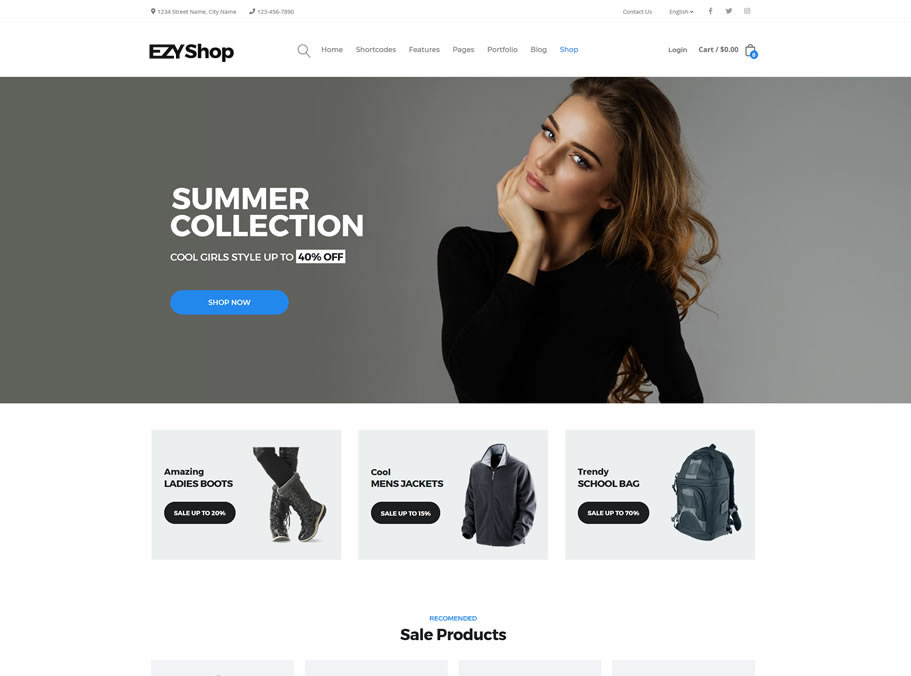 1234 Street Name, City Name 123-456-7890 Contact Us English
EZYShop Home Shortcodes Features Pages Portfolio Blog Shop Login Cart / $0.00 0
SUMMER
COLLECTION
COOL GIRLS STYLE UP TO 40% OFF
SHOP NOW
Amazing
LADIES BOOTS
SALE UP TO 20%
Cool
MENS JACKETS
SALE UP TO 15%
Trendy
SCHOOL BAG
SALE UP TO 70%
RECOMENDED
Sale Products